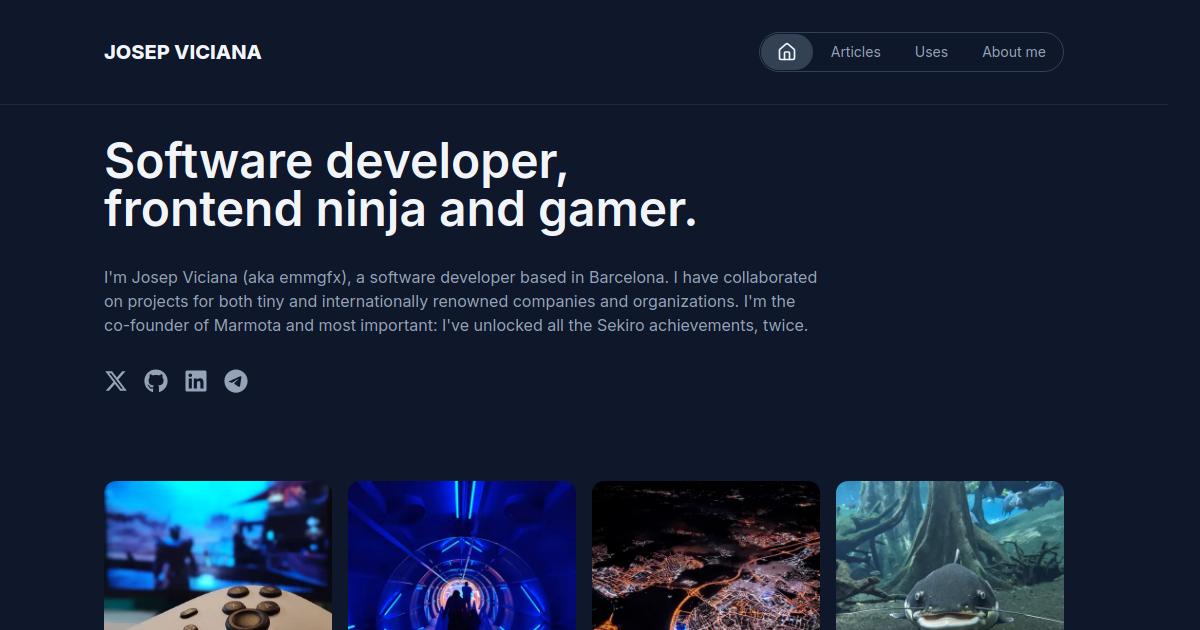 JOSEP VICIANA
Articles
Uses
About me
Software developer,
frontend ninja and gamer.
I'm Josep Viciana (aka emmgfx), a software developer based in Barcelona. I have collaborated
on projects for both tiny and internationally renowned companies and organizations. I'm the
co-founder of Marmota and most important: I've unlocked all the Sekiro achievements, twice.